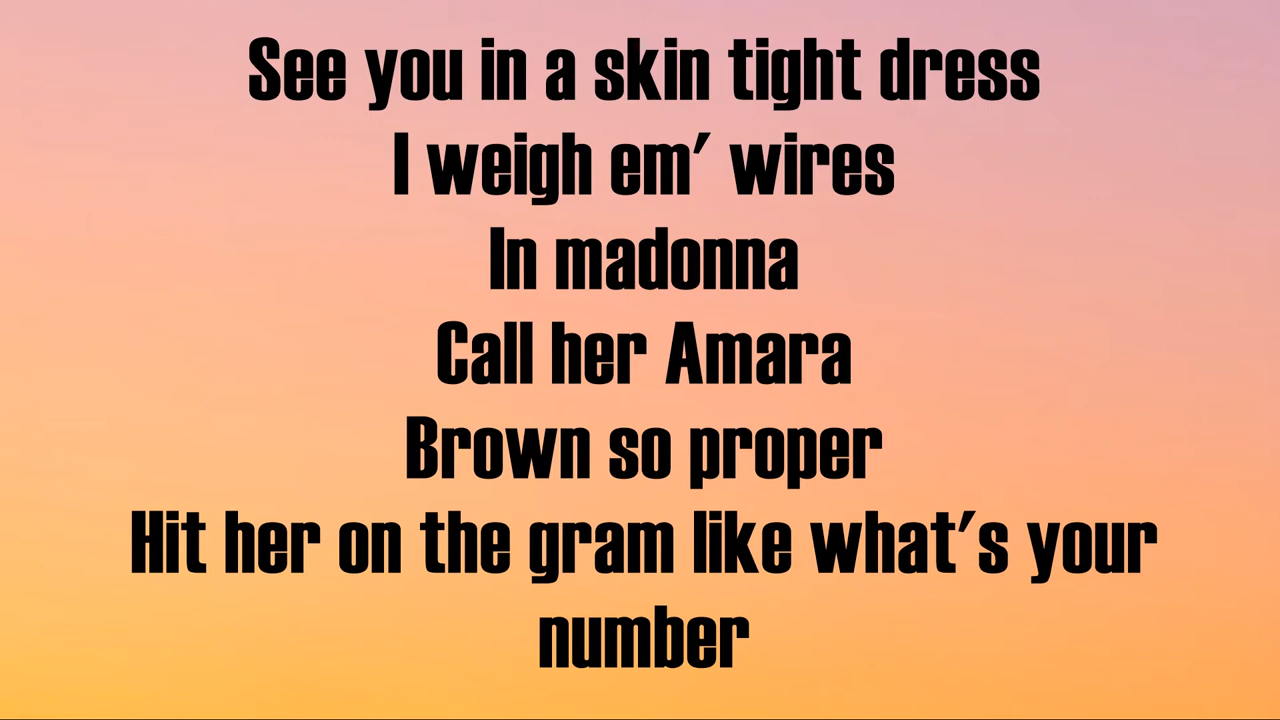 See you in a skin tight dress
I weigh em' wires
In madonna
Call her Amara
Brown so proper
Hit her on the gram like what's your
number